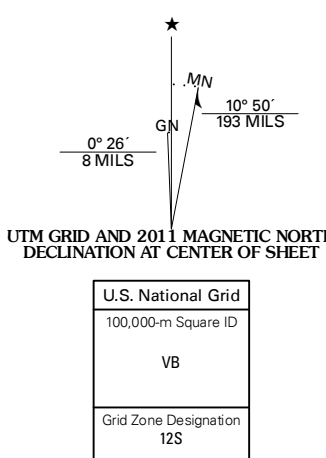 ★
MN
GN
10° 50´
193 MILS
0° 26´
8 MILS
UTM GRID AND 2011 MAGNETIC NORTH
DECLINATION AT CENTER OF SHEET
U.S. National Grid
100,000-m Square ID
VB
Grid Zone Designation
12S